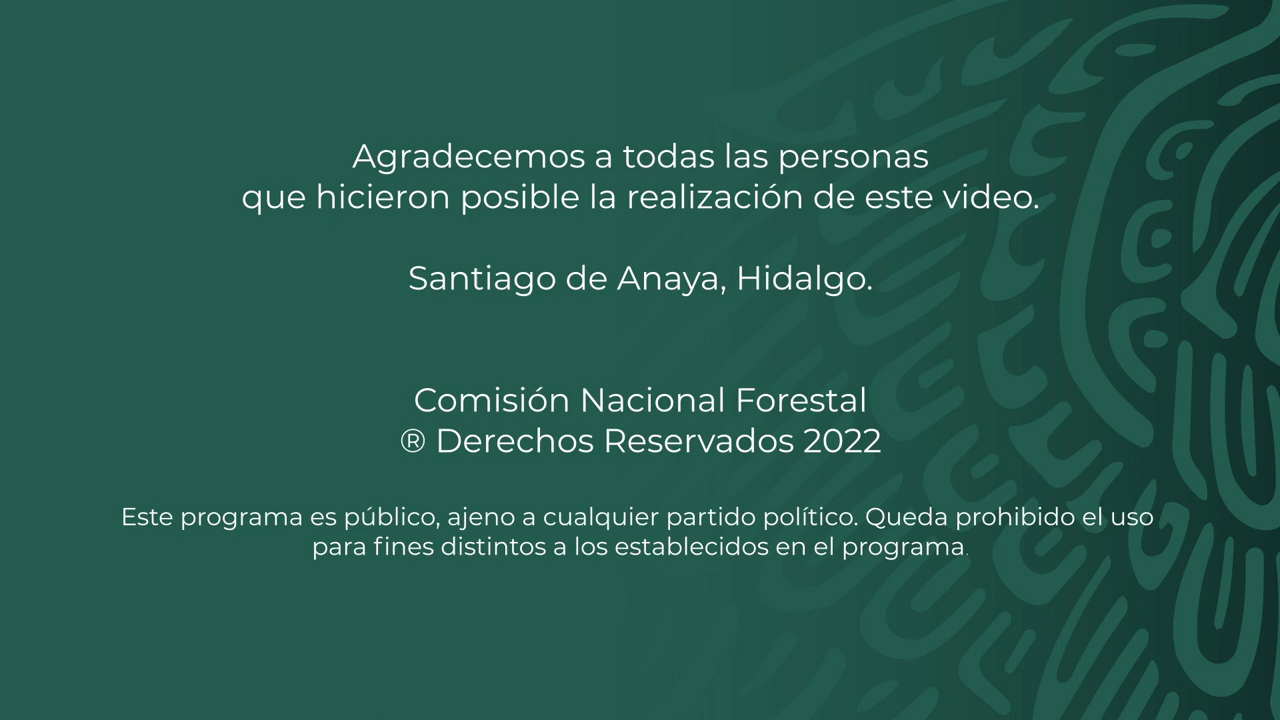 Agradecemos a todas las personas
que hicieron posible la realización de este video.
Santiago de Anaya, Hidalgo.
Comisión Nacional Forestal
® Derechos Reservados 2022
Este programa es público, ajeno a cualquier partido político. Queda prohibido el uso
para fines distintos a los establecidos en el programa.